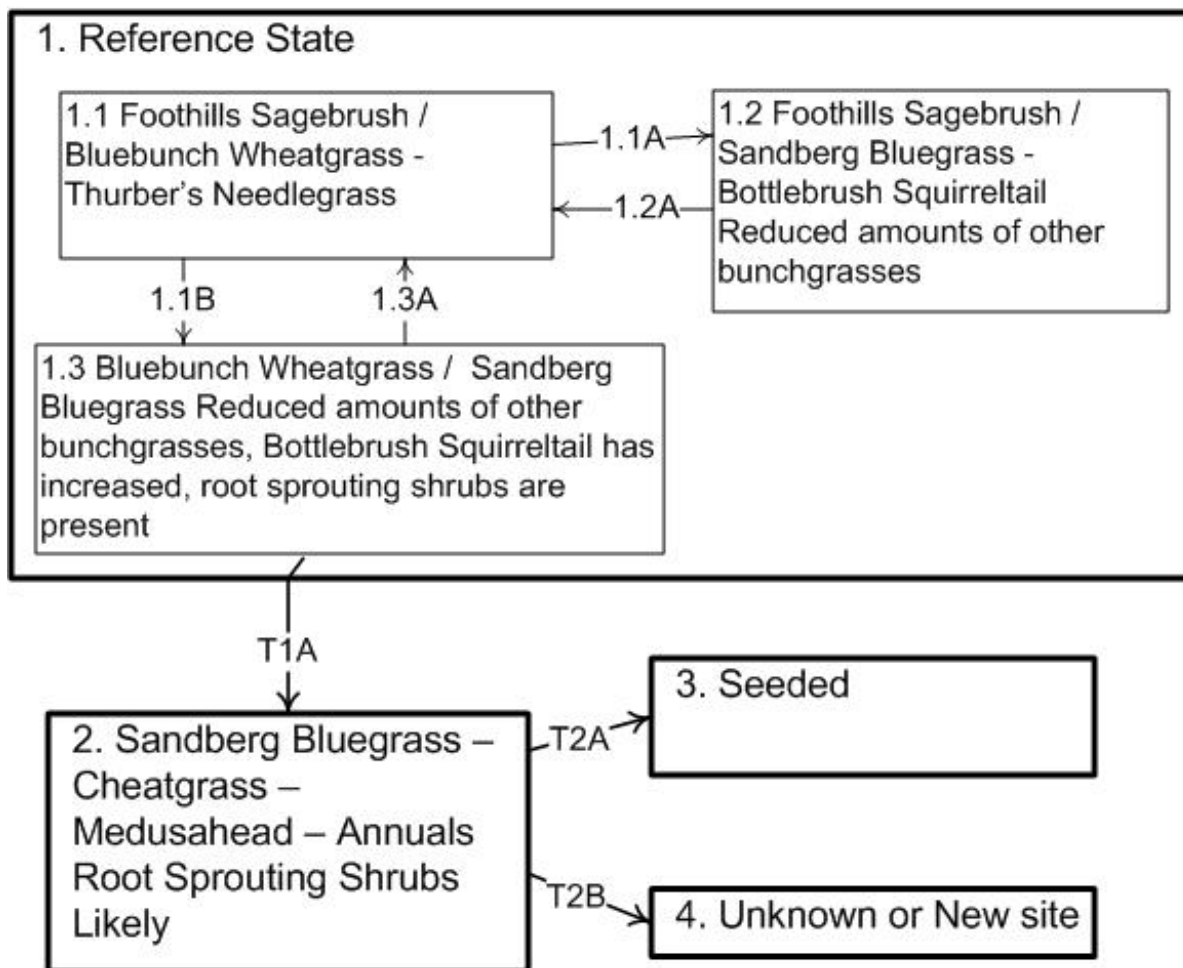 1. Reference State
1.1 Foothills Sagebrush /
Bluebunch Wheatgrass -
Thurber's Needlegrass
1.1A
1.2A
1.2 Foothills Sagebrush /
Sandberg Bluegrass -
Bottlebrush Squirreltail
Reduced amounts of other
bunchgrasses
1.1B
1.3A
1.3 Bluebunch Wheatgrass / Sandberg
Bluegrass Reduced amounts of other
bunchgrasses, Bottlebrush Squirreltail has
increased, root sprouting shrubs are
present
T1A
2. Sandberg Bluegrass –
Cheatgrass –
Medusahead – Annuals
Root Sprouting Shrubs
Likely
T2A
3. Seeded
T2B
4. Unknown or New site